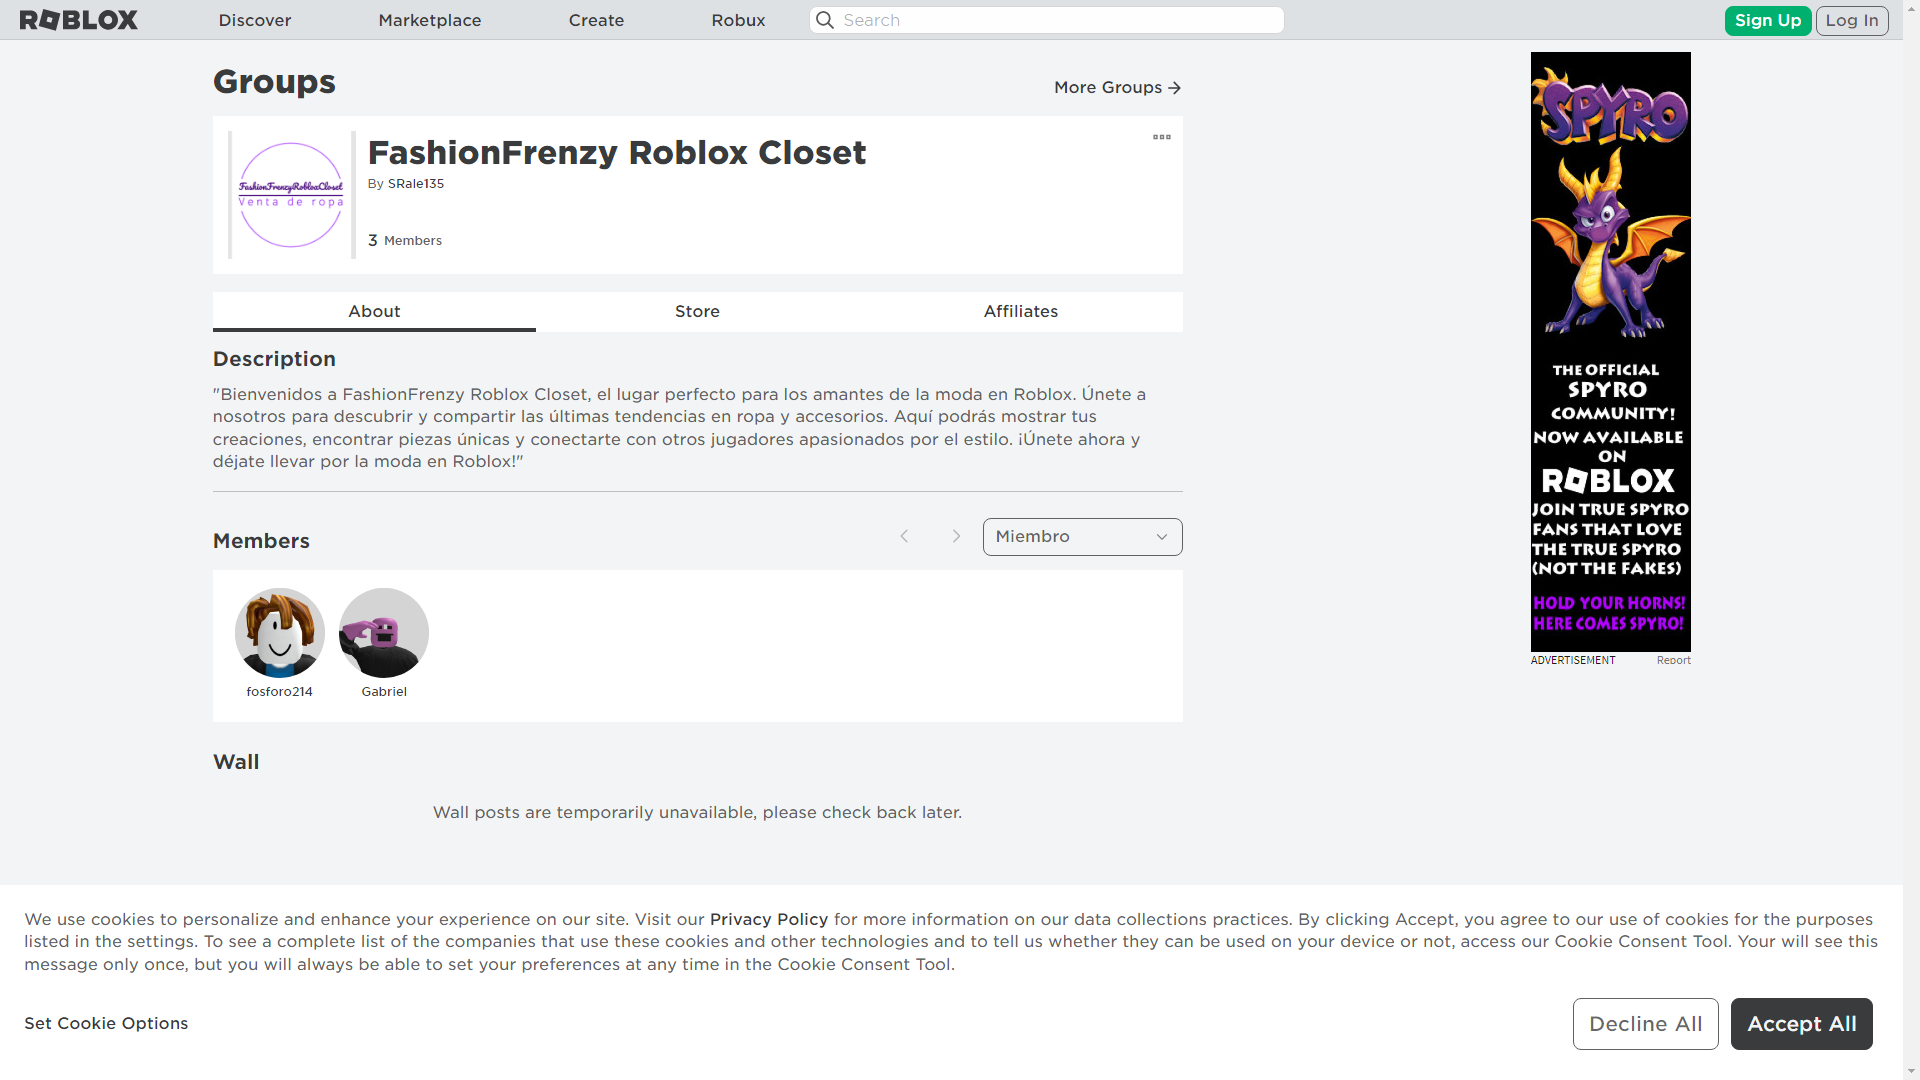 ROBLOX
Discover
Marketplace
Create
Robux
Search
Sign Up
Log In
Groups
More Groups
FashionFrenzyRobloxCloset
Venta de ropa
FashionFrenzy Roblox Closet
By SRale135
3 Members
About
Store
Affiliates
Description
"Bienvenidos a FashionFrenzy Roblox Closet, el lugar perfecto para los amantes de la moda en Roblox. Únete a
nosotros para descubrir y compartir las últimas tendencias en ropa y accesorios. Aquí podrás mostrar tus
creaciones, encontrar piezas únicas y conectarte con otros jugadores apasionados por el estilo. ¡Únete ahora y
déjate llevar por la moda en Roblox!"
Members
Miembro
fosforo214
Gabriel
Wall
Wall posts are temporarily unavailable, please check back later.
SPYRO
THE OFFICIAL
SPYRO
COMMUNITY!
NOW AVAILABLE
ON
ROBLOX
JOIN TRUE SPYRO
FANS THAT LOVE
THE TRUE SPYRO
(NOT THE FAKES)
HOLD YOUR HORNS!
HERE COMES SPYRO!
ADVERTISEMENT
Report
We use cookies to personalize and enhance your experience on our site. Visit our Privacy Policy for more information on our data collections practices. By clicking Accept, you agree to our use of cookies for the purposes
listed in the settings. To see a complete list of the companies that use these cookies and other technologies and to tell us whether they can be used on your device or not, access our Cookie Consent Tool. Your will see this
message only once, but you will always be able to set your preferences at any time in the Cookie Consent Tool.
Set Cookie Options
Decline All
Accept All